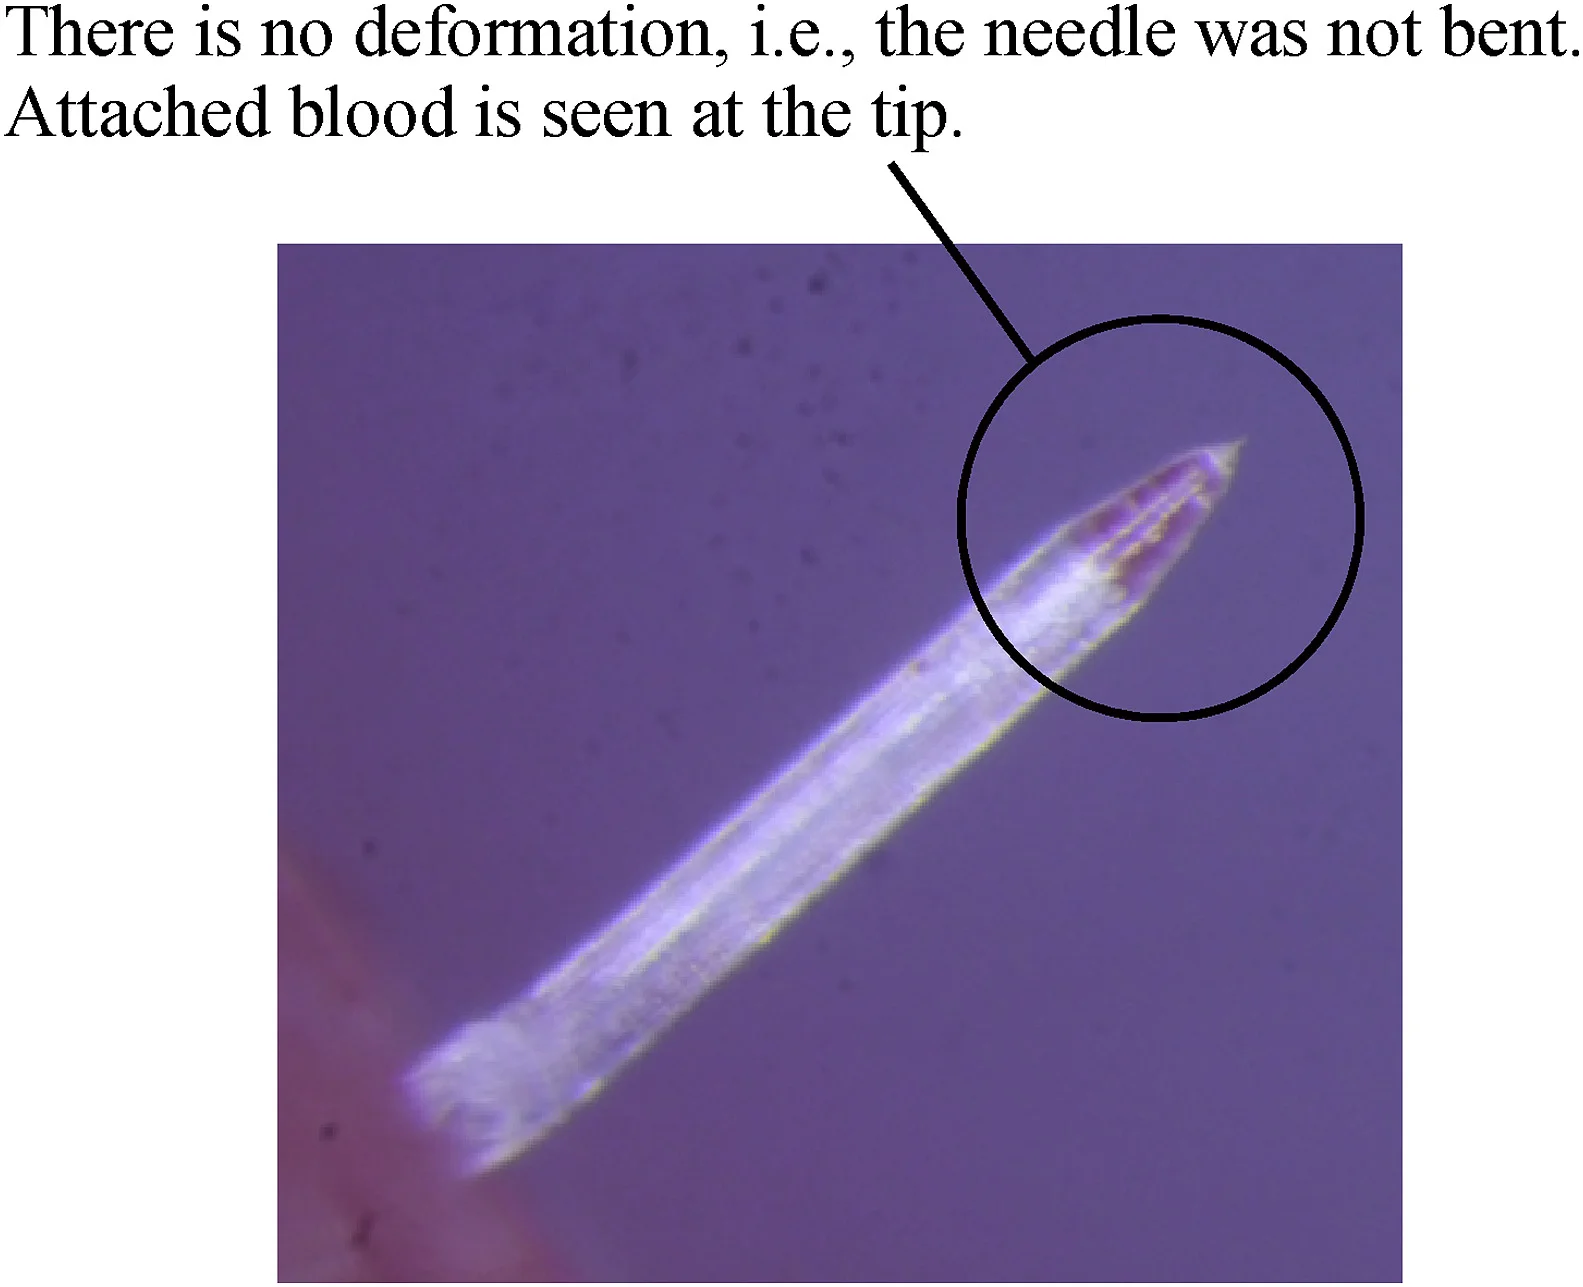 There is no deformation, i.e., the needle was not bent.
Attached blood is seen at the tip.